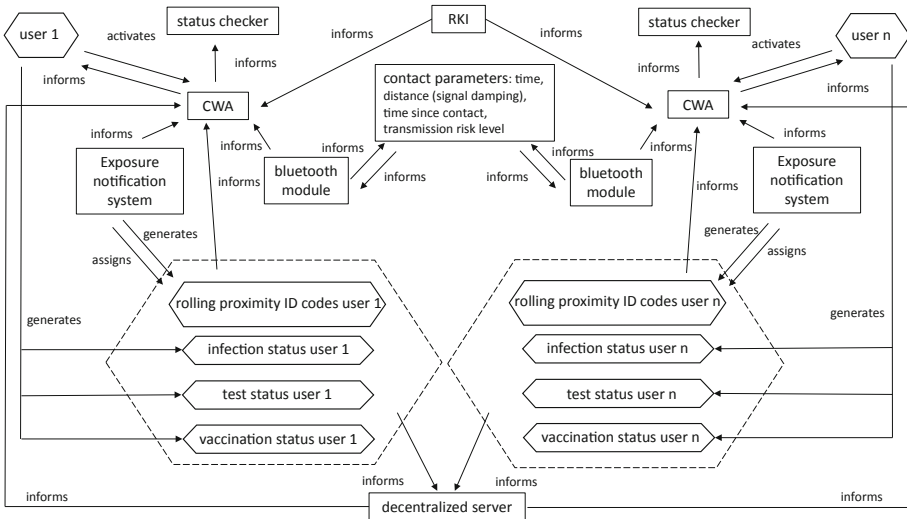 user 1
status checker
RKI
status checker
user n
activates
informs
informs
informs
informs
informs
activates
informs
CWA
contact parameters: time,
distance (signal damping),
time since contact,
transmission risk level
CWA
informs
informs
informs
informs
informs
informs
Exposure
notification
system
bluetooth
module
informs
informs
informs
informs
bluetooth
module
Exposure
notification
system
generates
assigns
generates
assigns
rolling proximity ID codes user 1
rolling proximity ID codes user n
generates
generates
infection status user 1
infection status user n
test status user 1
test status user n
vaccination status user 1
vaccination status user n
informs
informs
informs
informs
decentralized server